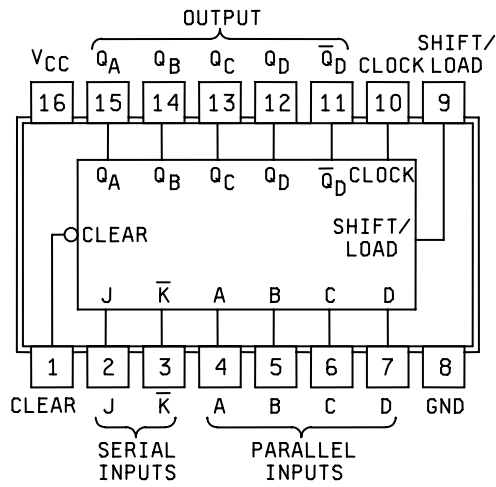 OUTPUT
VCC QA QB QC QD Q̅D CLOCK SHIFT/
LOAD
16 15 14 13 12 11 10 9
QA QB QC QD Q̅D CLOCK
CLEAR
SHIFT/
LOAD
J K̅ A B C D
1 2 3 4 5 6 7 8
CLEAR J K̅ A B C D GND
SERIAL
INPUTS
PARALLEL
INPUTS